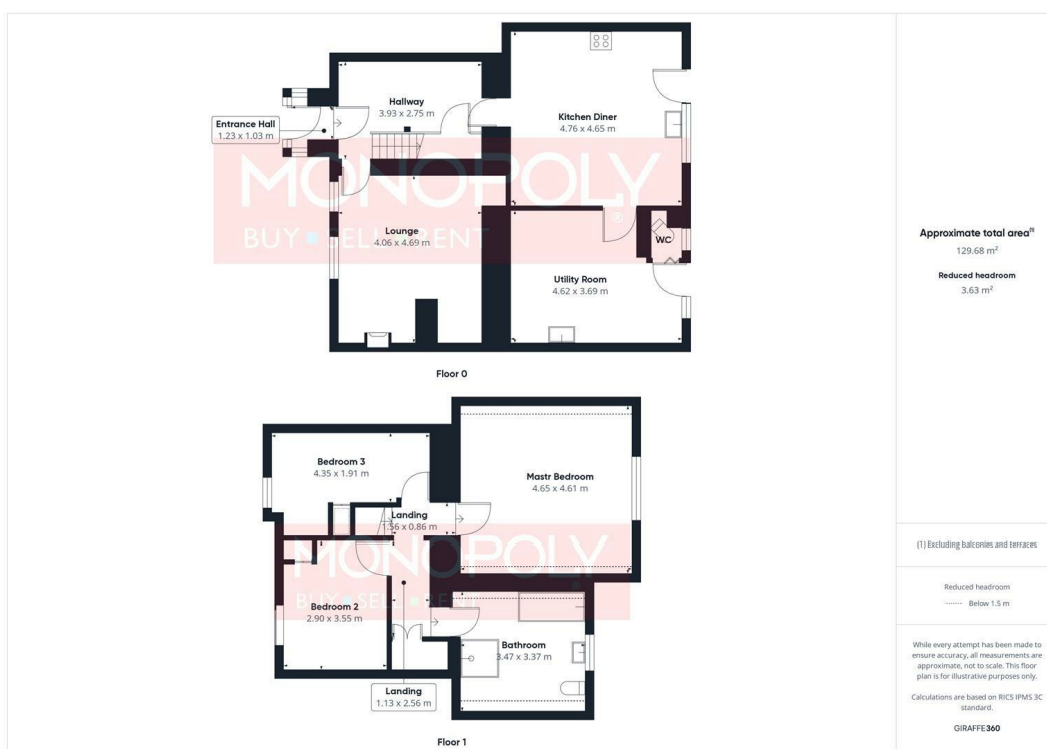 Hallway
3.93 x 2.75 m
Entrance Hall
1.23 x 1.03 m
Kitchen Diner
4.76 x 4.65 m
MONOPOLY
®
BUY SELL RENT
Lounge
4.06 x 4.69 m
WC
Utility Room
4.62 x 3.69 m
Floor 0
Bedroom 3
4.35 x 1.91 m
Mastr Bedroom
4.65 x 4.61 m
Landing
1.56 x 0.86 m
MONOPOLY
BUY SELL RENT
Bedroom 2
2.90 x 3.55 m
Bathroom
3.47 x 3.37 m
Landing
1.13 x 2.56 m
Floor 1
Approximate total area(1)
129.68 m²
Reduced headroom
3.63 m²
(1) Excluding balconies and terraces
Reduced headroom
Below 1.5 m
While every attempt has been made to
ensure accuracy, all measurements are
approximate, not to scale. This floor
plan is for illustrative purposes only.
Calculations are based on RICS IPMS 3C
standard.
GIRAFFE360